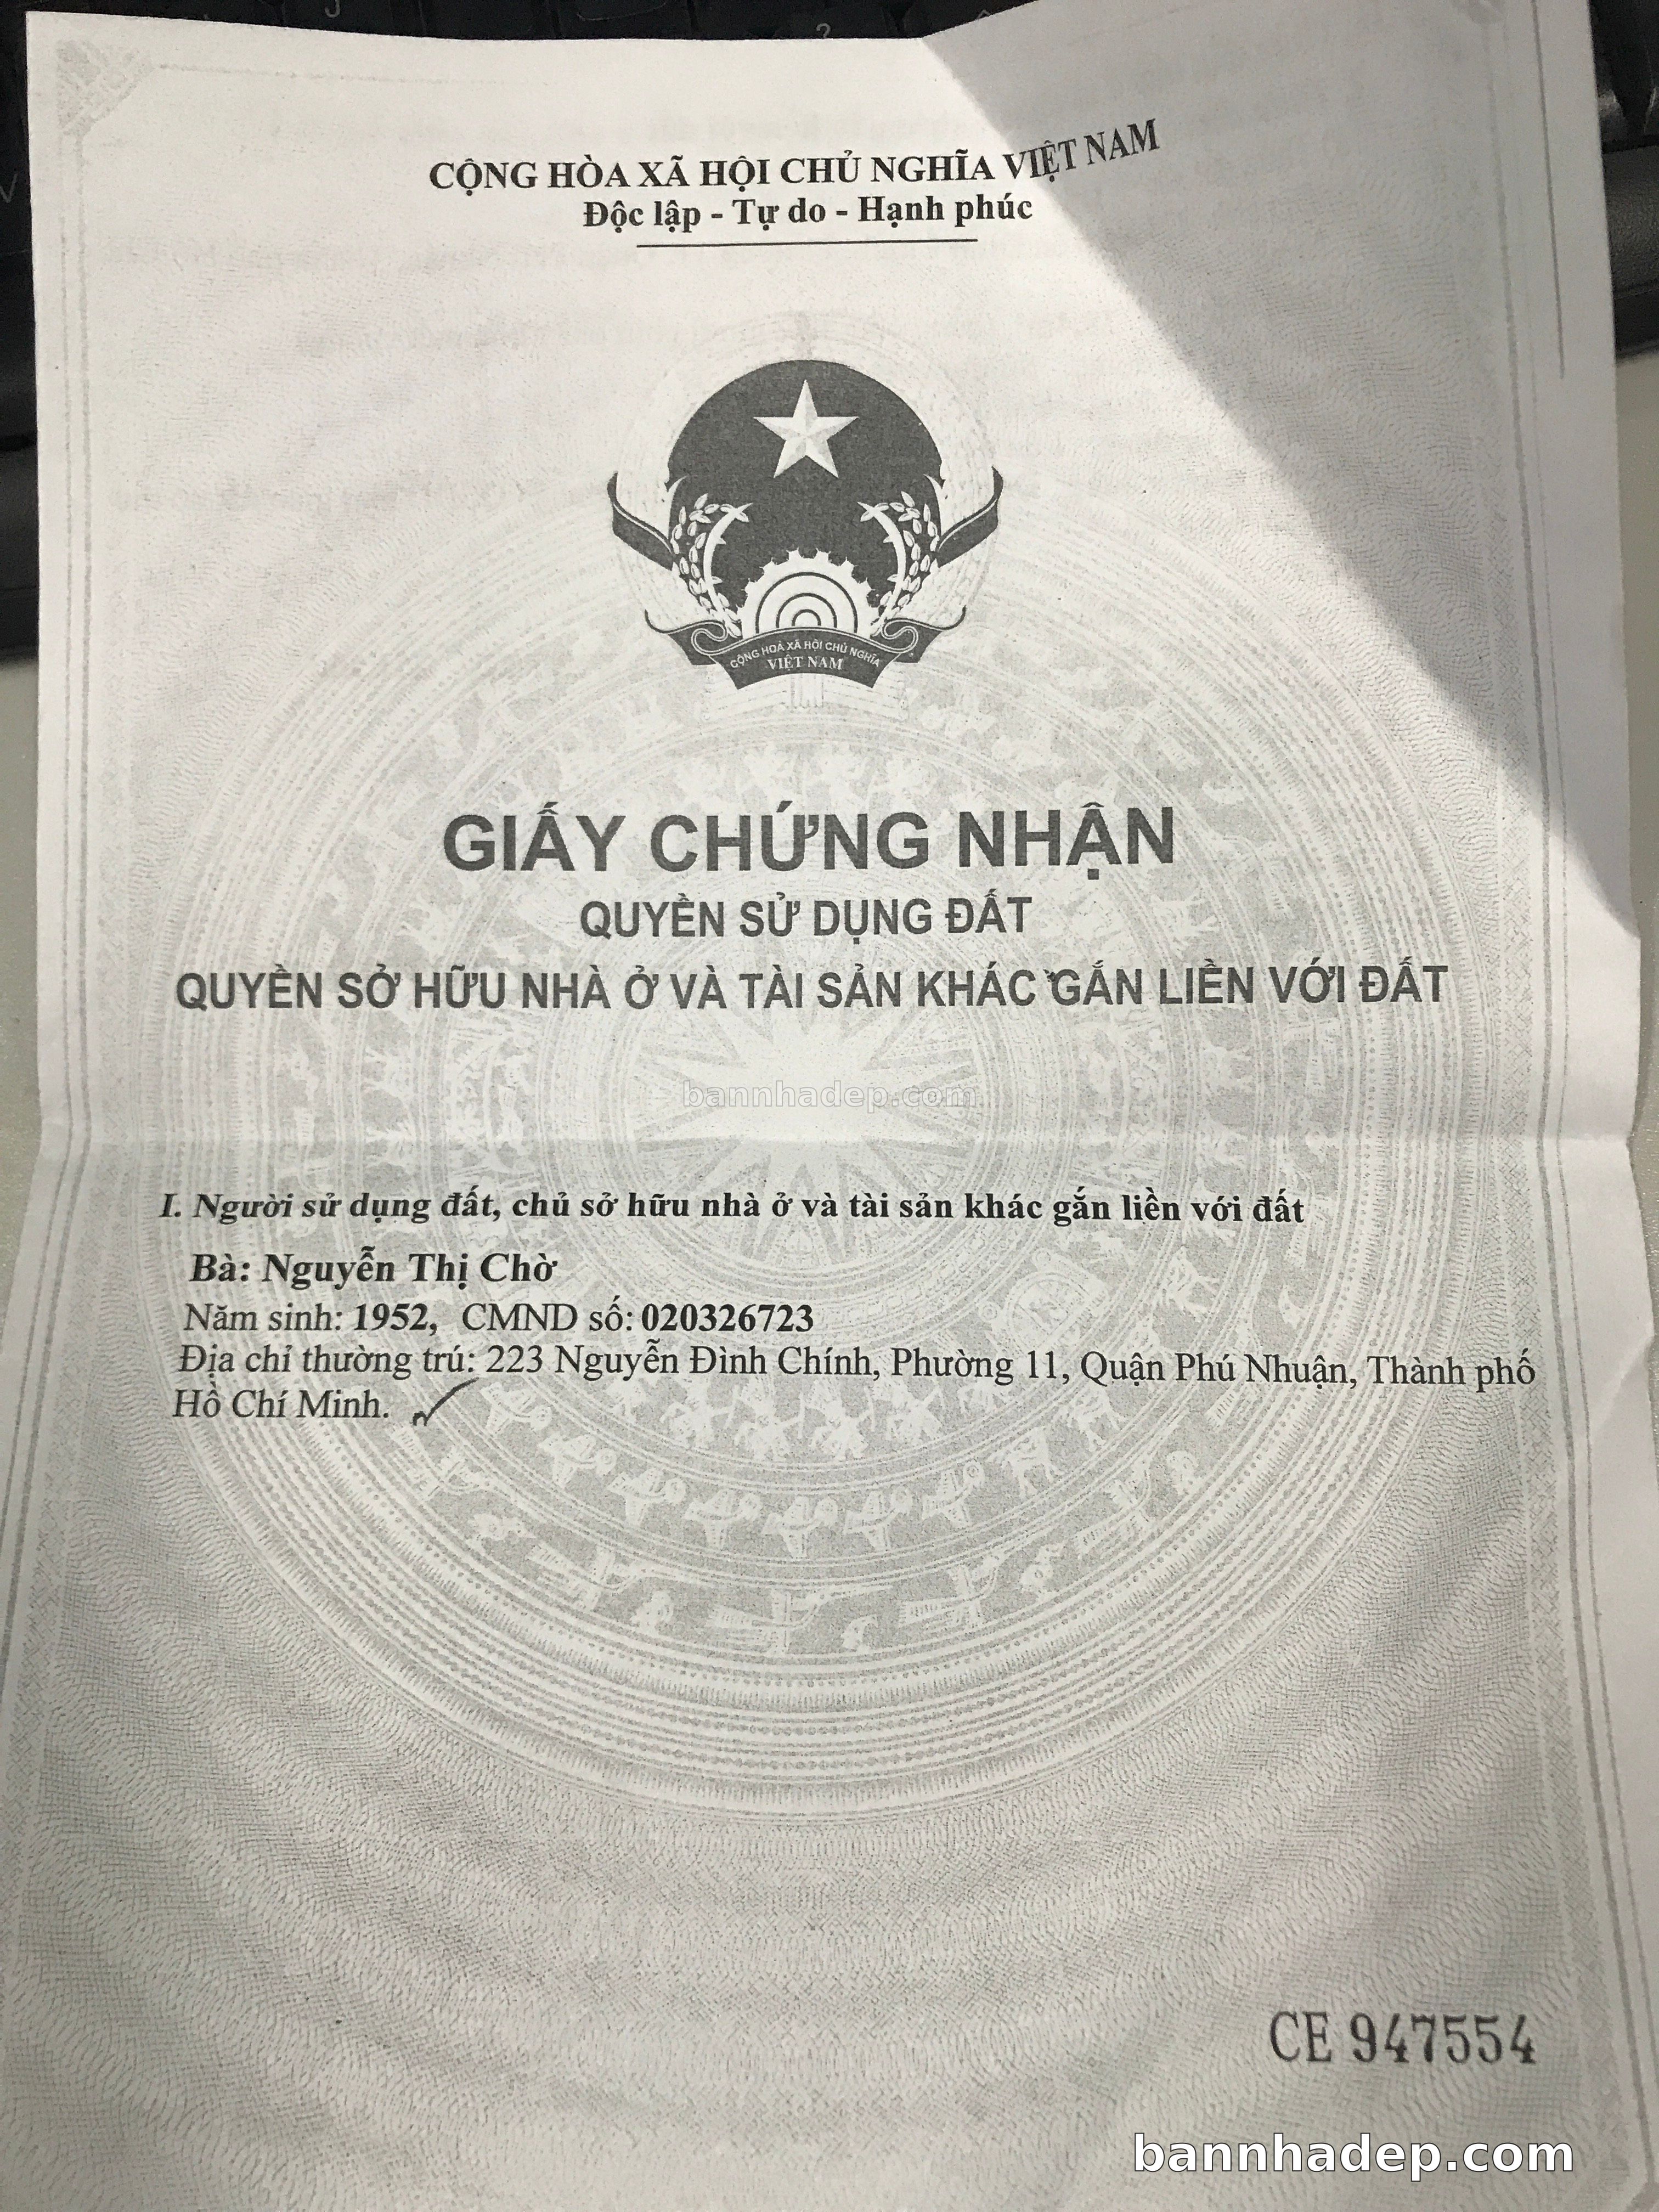 CỘNG HÒA XÃ HỘI CHỦ NGHĨA VIỆT NAM
Độc lập - Tự do - Hạnh phúc
CỘNG HOÀ XÃ HỘI CHỦ NGHĨA
VIỆT NAM
GIẤY CHỨNG NHẬN
QUYỀN SỬ DỤNG ĐẤT
QUYỀN SỞ HỮU NHÀ Ở VÀ TÀI SẢN KHÁC GẮN LIỀN VỚI ĐẤT
bannhadep.com
I. Người sử dụng đất, chủ sở hữu nhà ở và tài sản khác gắn liền với đất
Bà: Nguyễn Thị Chờ
Năm sinh: 1952, CMND số: 020326723
Địa chỉ thường trú: 223 Nguyễn Đình Chính, Phường 11, Quận Phú Nhuận, Thành phố
Hồ Chí Minh.
CE 947554
bannhadep.com